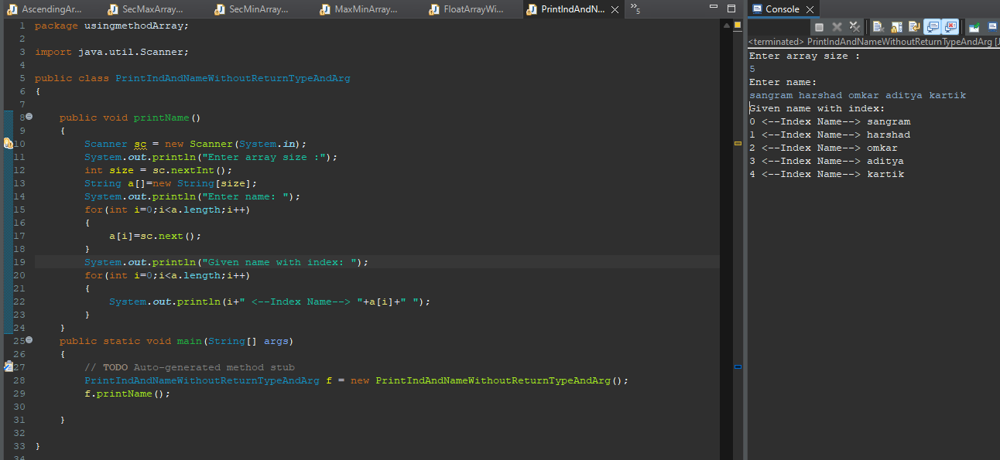 AscendingAr...
SecMaxArray...
SecMinArray...
MaxMinArray...
FloatArrayWi...
PrintIndAndN...
»5
1 package usingmethodArray;
2
3 import java.util.Scanner;
4
5 public class PrintIndAndNameWithoutReturnTypeAndArg
6 {
7
8 public void printName()
9 {
10 Scanner sc = new Scanner(System.in);
11 System.out.println("Enter array size :");
12 int size = sc.nextInt();
13 String a[]=new String[size];
14 System.out.println("Enter name: ");
15 for(int i=0;i<a.length;i++)
16 {
17 a[i]=sc.next();
18 }
19 System.out.println("Given name with index: ");
20 for(int i=0;i<a.length;i++)
21 {
22 System.out.println(i+" <--Index Name--> "+a[i]+" ");
23 }
24 }
25 public static void main(String[] args)
26 {
27 // TODO Auto-generated method stub
28 PrintIndAndNameWithoutReturnTypeAndArg f = new PrintIndAndNameWithoutReturnTypeAndArg();
29 f.printName();
30
31 }
32
33 }
34
Console
<terminated> PrintIndAndNameWithoutReturnTypeAndArg [J
Enter array size :
5
Enter name:
sangram harshad omkar aditya kartik
Given name with index:
0 <--Index Name--> sangram
1 <--Index Name--> harshad
2 <--Index Name--> omkar
3 <--Index Name--> aditya
4 <--Index Name--> kartik